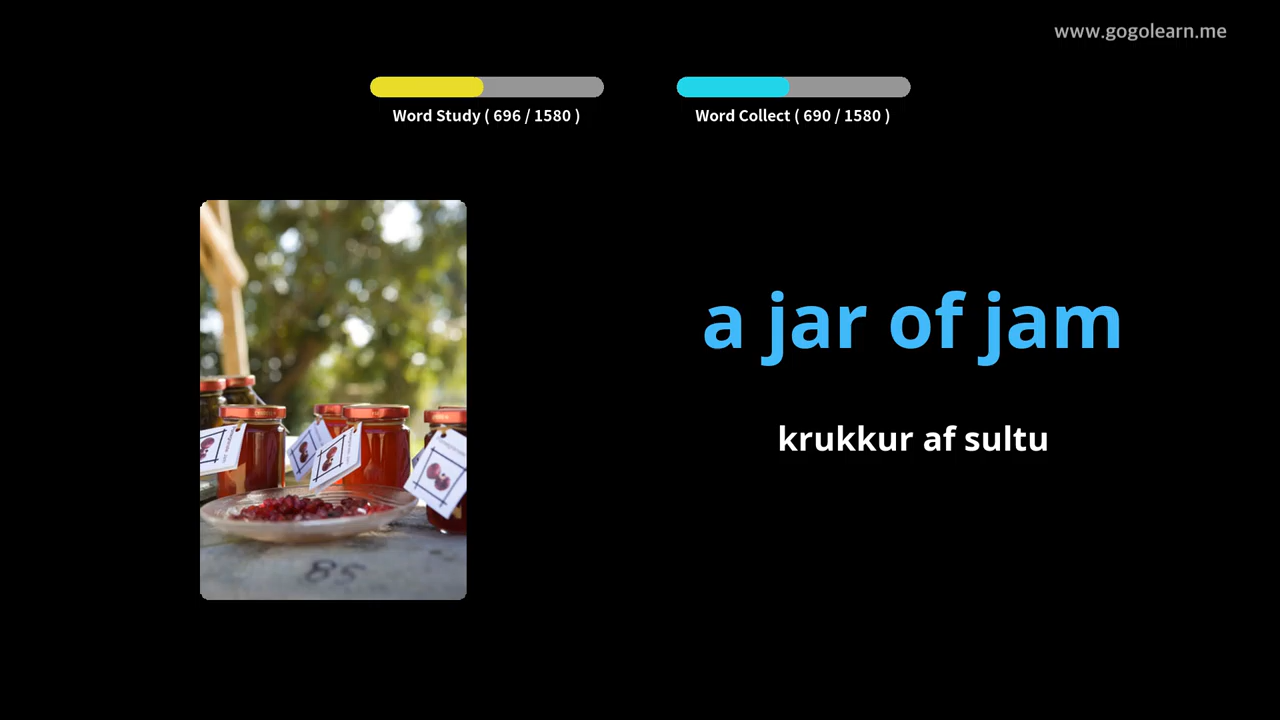 www.gogolearn.me
Word Study ( 696 / 1580 )
Word Collect ( 690 / 1580 )
a jar of jam
krukkur af sultu
85